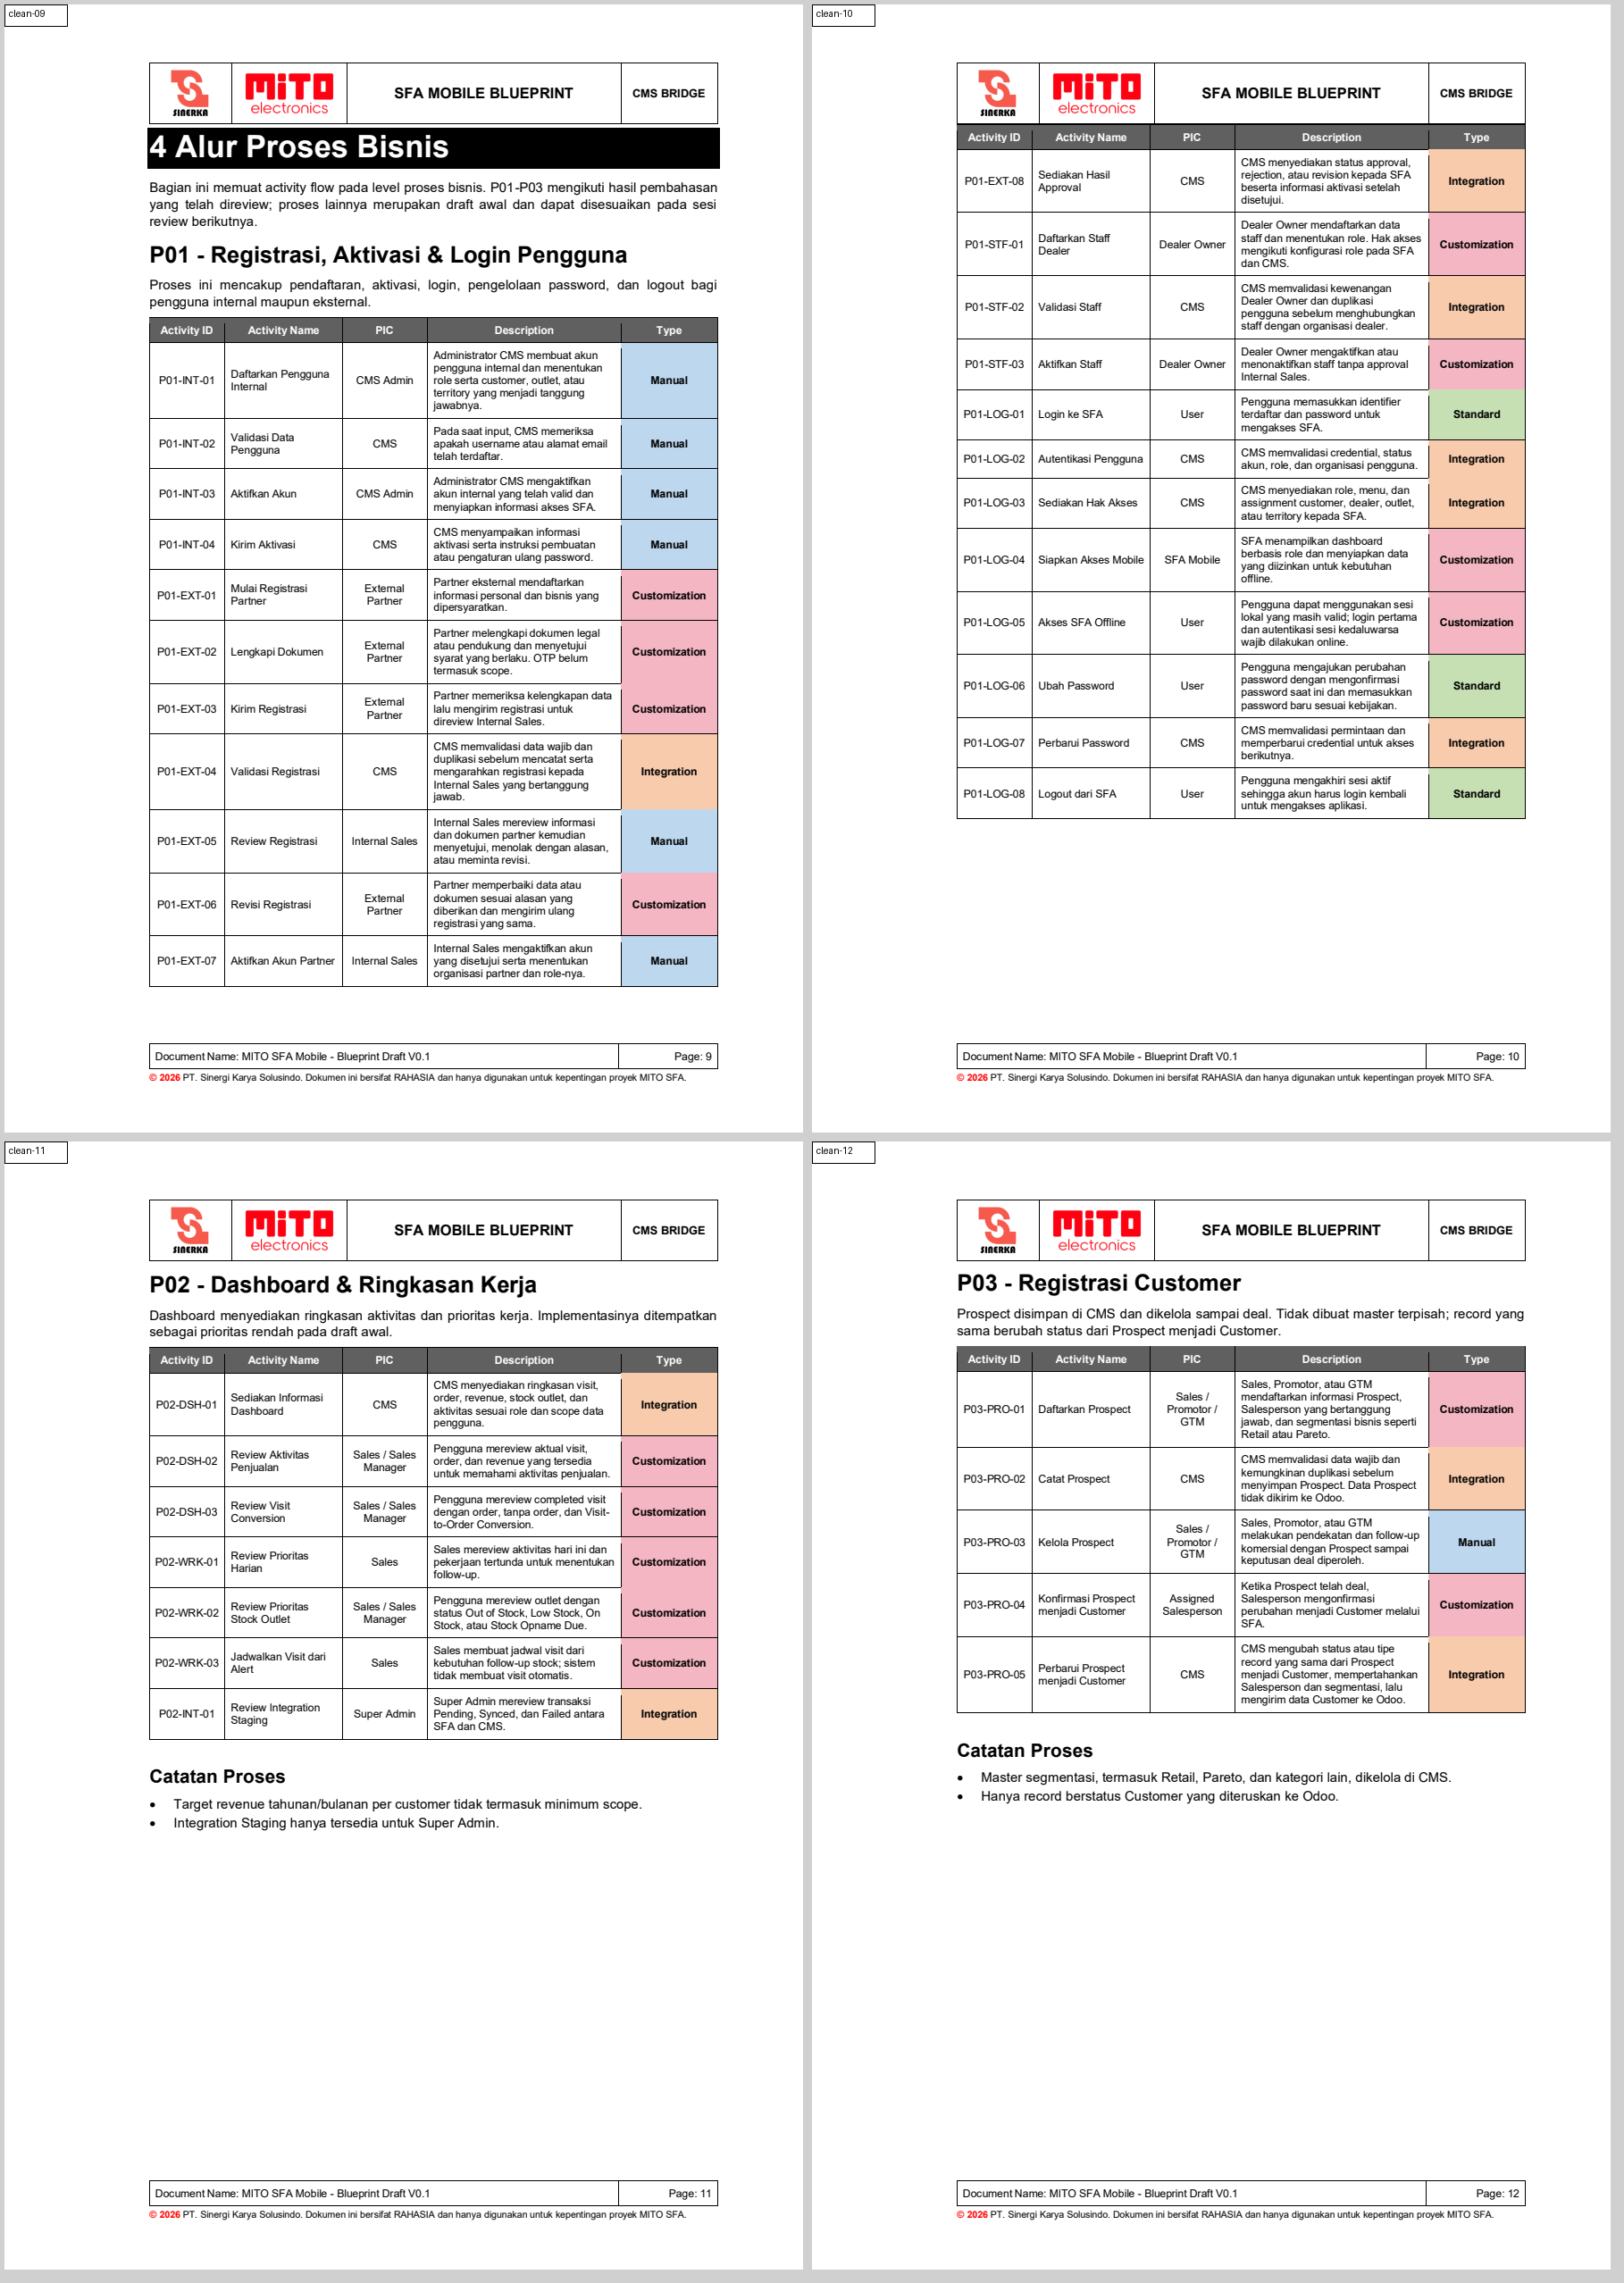 clean-09
SINERKA
MiTO
electronics
SFA MOBILE BLUEPRINT
CMS BRIDGE
4 Alur Proses Bisnis
Bagian ini memuat activity flow pada level proses bisnis. P01-P03 mengikuti hasil pembahasan
yang telah direview; proses lainnya merupakan draft awal dan dapat disesuaikan pada sesi
review berikutnya.
P01 - Registrasi, Aktivasi & Login Pengguna
Proses ini mencakup pendaftaran, aktivasi, login, pengelolaan password, dan logout bagi
pengguna internal maupun eksternal.
Activity ID Activity Name PIC Description Type
P01-INT-01
Daftarkan Pengguna
Internal
CMS Admin
Administrator CMS membuat akun
pengguna internal dan menentukan
role serta customer, outlet, atau
territory yang menjadi tanggung
jawabnya.
Manual
P01-INT-02
Validasi Data
Pengguna
CMS
Pada saat input, CMS memeriksa
apakah username atau alamat email
telah terdaftar.
Manual
P01-INT-03
Aktifkan Akun
CMS Admin
Administrator CMS mengaktifkan
akun internal yang telah valid dan
menyiapkan informasi akses SFA.
Manual
P01-INT-04
Kirim Aktivasi
CMS
CMS menyampaikan informasi
aktivasi serta instruksi pembuatan
atau pengaturan ulang password.
Manual
P01-EXT-01
Mulai Registrasi
Partner
External
Partner
Partner eksternal mendaftarkan
informasi personal dan bisnis yang
dipersyaratkan.
Customization
P01-EXT-02
Lengkapi Dokumen
External
Partner
Partner melengkapi dokumen legal
atau pendukung dan menyetujui
syarat yang berlaku. OTP belum
termasuk scope.
Customization
P01-EXT-03
Kirim Registrasi
External
Partner
Partner memeriksa kelengkapan data
lalu mengirim registrasi untuk
direview Internal Sales.
Customization
P01-EXT-04
Validasi Registrasi
CMS
CMS memvalidasi data wajib dan
duplikasi sebelum mencatat serta
mengarahkan registrasi kepada
Internal Sales yang bertanggung
jawab.
Integration
P01-EXT-05
Review Registrasi
Internal Sales
Internal Sales mereview informasi
dan dokumen partner kemudian
menyetujui, menolak dengan alasan,
atau meminta revisi.
Manual
P01-EXT-06
Revisi Registrasi
External
Partner
Partner memperbaiki data atau
dokumen sesuai alasan yang
diberikan dan mengirim ulang
registrasi yang sama.
Customization
P01-EXT-07
Aktifkan Akun Partner
Internal Sales
Internal Sales mengaktifkan akun
yang disetujui serta menentukan
organisasi partner dan role-nya.
Manual
Document Name: MITO SFA Mobile - Blueprint Draft V0.1
Page: 9
© 2026 PT. Sinergi Karya Solusindo. Dokumen ini bersifat RAHASIA dan hanya digunakan untuk kepentingan proyek MITO SFA.
clean-10
SINERKA
MiTO
electronics
SFA MOBILE BLUEPRINT
CMS BRIDGE
Activity ID Activity Name PIC Description Type
P01-EXT-08
Sediakan Hasil
Approval
CMS
CMS menyediakan status approval,
rejection, atau revision kepada SFA
beserta informasi aktivasi setelah
disetujui.
Integration
P01-STF-01
Daftarkan Staff
Dealer
Dealer Owner
Dealer Owner mendaftarkan data
staff dan menentukan role. Hak akses
mengikuti konfigurasi role pada SFA
dan CMS.
Customization
P01-STF-02
Validasi Staff
CMS
CMS memvalidasi kewenangan
Dealer Owner dan duplikasi
pengguna sebelum menghubungkan
staff dengan organisasi dealer.
Integration
P01-STF-03
Aktifkan Staff
Dealer Owner
Dealer Owner mengaktifkan atau
menonaktifkan staff tanpa approval
Internal Sales.
Customization
P01-LOG-01
Login ke SFA
User
Pengguna memasukkan identifier
terdaftar dan password untuk
mengakses SFA.
Standard
P01-LOG-02
Autentikasi Pengguna
CMS
CMS memvalidasi credential, status
akun, role, dan organisasi pengguna.
Integration
P01-LOG-03
Sediakan Hak Akses
CMS
CMS menyediakan role, menu, dan
assignment customer, dealer, outlet,
atau territory kepada SFA.
Integration
P01-LOG-04
Siapkan Akses Mobile
SFA Mobile
SFA menampilkan dashboard
berbasis role dan menyiapkan data
yang diizinkan untuk kebutuhan
offline.
Customization
P01-LOG-05
Akses SFA Offline
User
Pengguna dapat menggunakan sesi
lokal yang masih valid; login pertama
dan autentikasi sesi kedaluwarsa
wajib dilakukan online.
Customization
P01-LOG-06
Ubah Password
User
Pengguna mengajukan perubahan
password dengan mengonfirmasi
password saat ini dan memasukkan
password baru sesuai kebijakan.
Standard
P01-LOG-07
Perbarui Password
CMS
CMS memvalidasi permintaan dan
memperbarui credential untuk akses
berikutnya.
Integration
P01-LOG-08
Logout dari SFA
User
Pengguna mengakhiri sesi aktif
sehingga akun harus login kembali
untuk mengakses aplikasi.
Standard
Document Name: MITO SFA Mobile - Blueprint Draft V0.1
Page: 10
© 2026 PT. Sinergi Karya Solusindo. Dokumen ini bersifat RAHASIA dan hanya digunakan untuk kepentingan proyek MITO SFA.
clean-11
SINERKA
MiTO
electronics
SFA MOBILE BLUEPRINT
CMS BRIDGE
P02 - Dashboard & Ringkasan Kerja
Dashboard menyediakan ringkasan aktivitas dan prioritas kerja. Implementasinya ditempatkan
sebagai prioritas rendah pada draft awal.
Activity ID Activity Name PIC Description Type
P02-DSH-01
Sediakan Informasi
Dashboard
CMS
CMS menyediakan ringkasan visit,
order, revenue, stock outlet, dan
aktivitas sesuai role dan scope data
pengguna.
Integration
P02-DSH-02
Review Aktivitas
Penjualan
Sales / Sales
Manager
Pengguna mereview aktual visit,
order, dan revenue yang tersedia
untuk memahami aktivitas penjualan.
Customization
P02-DSH-03
Review Visit
Conversion
Sales / Sales
Manager
Pengguna mereview completed visit
dengan order, tanpa order, dan Visit-
to-Order Conversion.
Customization
P02-WRK-01
Review Prioritas
Harian
Sales
Sales mereview aktivitas hari ini dan
pekerjaan tertunda untuk menentukan
follow-up.
Customization
P02-WRK-02
Review Prioritas
Stock Outlet
Sales / Sales
Manager
Pengguna mereview outlet dengan
status Out of Stock, Low Stock, On
Stock, atau Stock Opname Due.
Customization
P02-WRK-03
Jadwalkan Visit dari
Alert
Sales
Sales membuat jadwal visit dari
kebutuhan follow-up stock; sistem
tidak membuat visit otomatis.
Customization
P02-INT-01
Review Integration
Staging
Super Admin
Super Admin mereview transaksi
Pending, Synced, dan Failed antara
SFA dan CMS.
Integration
Catatan Proses
• Target revenue tahunan/bulanan per customer tidak termasuk minimum scope.
• Integration Staging hanya tersedia untuk Super Admin.
Document Name: MITO SFA Mobile - Blueprint Draft V0.1
Page: 11
© 2026 PT. Sinergi Karya Solusindo. Dokumen ini bersifat RAHASIA dan hanya digunakan untuk kepentingan proyek MITO SFA.
clean-12
SINERKA
MiTO
electronics
SFA MOBILE BLUEPRINT
CMS BRIDGE
P03 - Registrasi Customer
Prospect disimpan di CMS dan dikelola sampai deal. Tidak dibuat master terpisah; record yang
sama berubah status dari Prospect menjadi Customer.
Activity ID Activity Name PIC Description Type
P03-PRO-01
Daftarkan Prospect
Sales /
Promotor /
GTM
Sales, Promotor, atau GTM
mendaftarkan informasi Prospect,
Salesperson yang bertanggung
jawab, dan segmentasi bisnis seperti
Retail atau Pareto.
Customization
P03-PRO-02
Catat Prospect
CMS
CMS memvalidasi data wajib dan
kemungkinan duplikasi sebelum
menyimpan Prospect. Data Prospect
tidak dikirim ke Odoo.
Integration
P03-PRO-03
Kelola Prospect
Sales /
Promotor /
GTM
Sales, Promotor, atau GTM
melakukan pendekatan dan follow-up
komersial dengan Prospect sampai
keputusan deal diperoleh.
Manual
P03-PRO-04
Konfirmasi Prospect
menjadi Customer
Assigned
Salesperson
Ketika Prospect telah deal,
Salesperson mengonfirmasi
perubahan menjadi Customer melalui
SFA.
Customization
P03-PRO-05
Perbarui Prospect
menjadi Customer
CMS
CMS mengubah status atau tipe
record yang sama dari Prospect
menjadi Customer, mempertahankan
Salesperson dan segmentasi, lalu
mengirim data Customer ke Odoo.
Integration
Catatan Proses
• Master segmentasi, termasuk Retail, Pareto, dan kategori lain, dikelola di CMS.
• Hanya record berstatus Customer yang diteruskan ke Odoo.
Document Name: MITO SFA Mobile - Blueprint Draft V0.1
Page: 12
© 2026 PT. Sinergi Karya Solusindo. Dokumen ini bersifat RAHASIA dan hanya digunakan untuk kepentingan proyek MITO SFA.